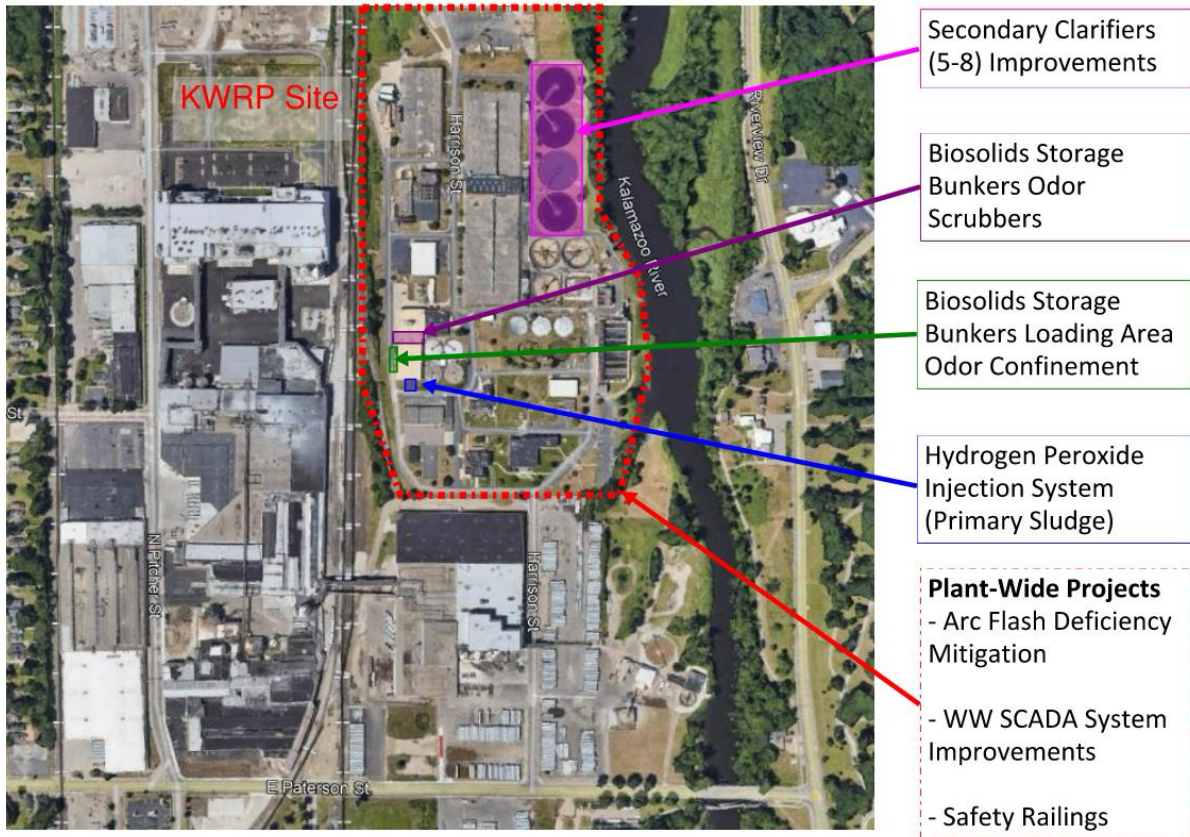 KWRP Site
Harrison St
Kalamazoo River
Riverview Dr
St
N Pitcher St
Harrison St
E Paterson St
Secondary Clarifiers
(5-8) Improvements
Biosolids Storage
Bunkers Odor
Scrubbers
Biosolids Storage
Bunkers Loading Area
Odor Confinement
Hydrogen Peroxide
Injection System
(Primary Sludge)
Plant-Wide Projects
- Arc Flash Deficiency
Mitigation
- WW SCADA System
Improvements
- Safety Railings